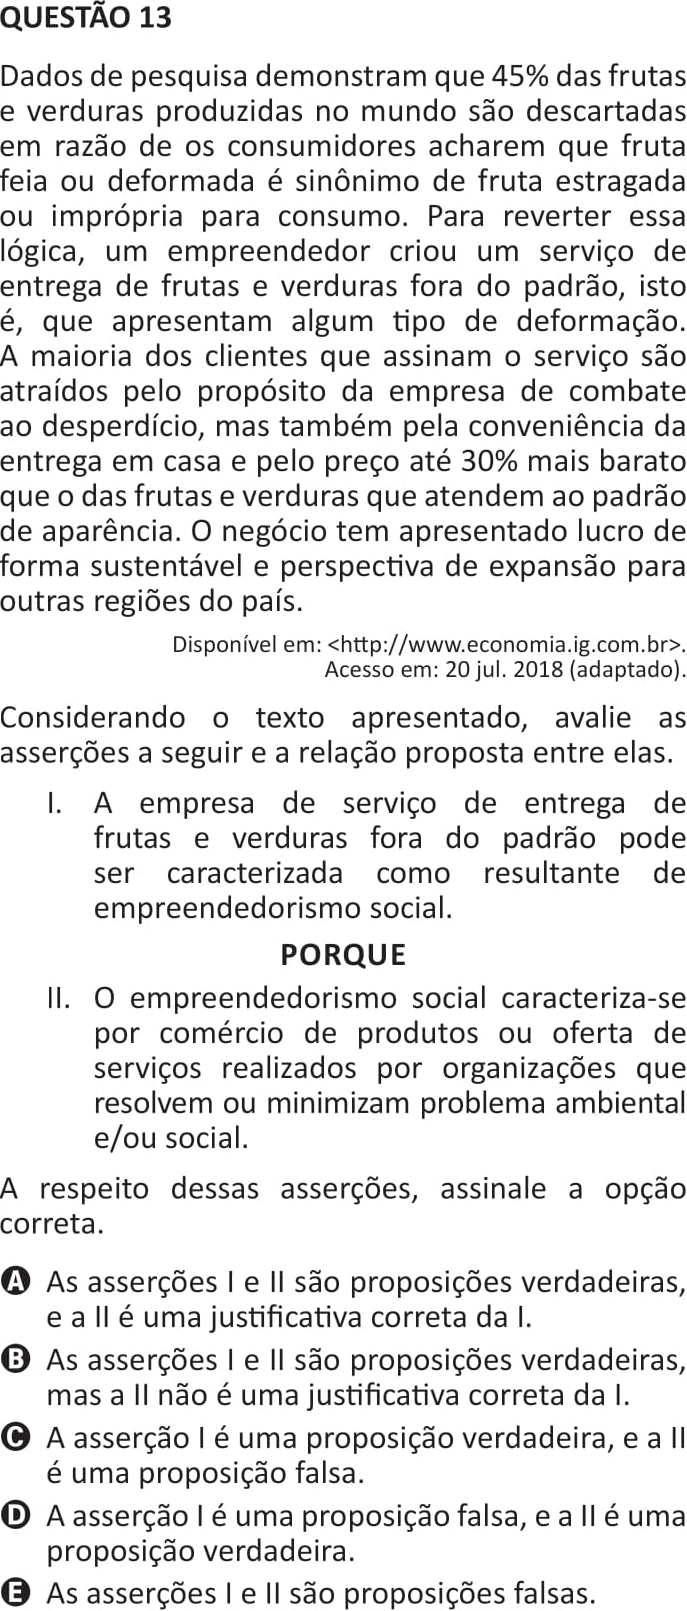 QUESTÃO 13
Dados de pesquisa demonstram que 45% das frutas
e verduras produzidas no mundo são descartadas
em razão de os consumidores acharem que fruta
feia ou deformada é sinônimo de fruta estragada
ou imprópria para consumo. Para reverter essa
lógica, um empreendedor criou um serviço de
entrega de frutas e verduras fora do padrão, isto
é, que apresentam algum tipo de deformação.
A maioria dos clientes que assinam o serviço são
atraídos pelo propósito da empresa de combate
ao desperdício, mas também pela conveniência da
entrega em casa e pelo preço até 30% mais barato
que o das frutas e verduras que atendem ao padrão
de aparência. O negócio tem apresentado lucro de
forma sustentável e perspectiva de expansão para
outras regiões do país.
Disponível em: <http://www.economia.ig.com.br>.
Acesso em: 20 jul. 2018 (adaptado).
Considerando o texto apresentado, avalie as
asserções a seguir e a relação proposta entre elas.
I. A empresa de serviço de entrega de
frutas e verduras fora do padrão pode
ser caracterizada como resultante de
empreendedorismo social.
PORQUE
II. O empreendedorismo social caracteriza-se
por comércio de produtos ou oferta de
serviços realizados por organizações que
resolvem ou minimizam problema ambiental
e/ou social.
A respeito dessas asserções, assinale a opção
correta.
A As asserções I e II são proposições verdadeiras,
e a II é uma justificativa correta da I.
B As asserções I e II são proposições verdadeiras,
mas a II não é uma justificativa correta da I.
C A asserção I é uma proposição verdadeira, e a II
é uma proposição falsa.
D A asserção I é uma proposição falsa, e a II é uma
proposição verdadeira.
E As asserções I e II são proposições falsas.